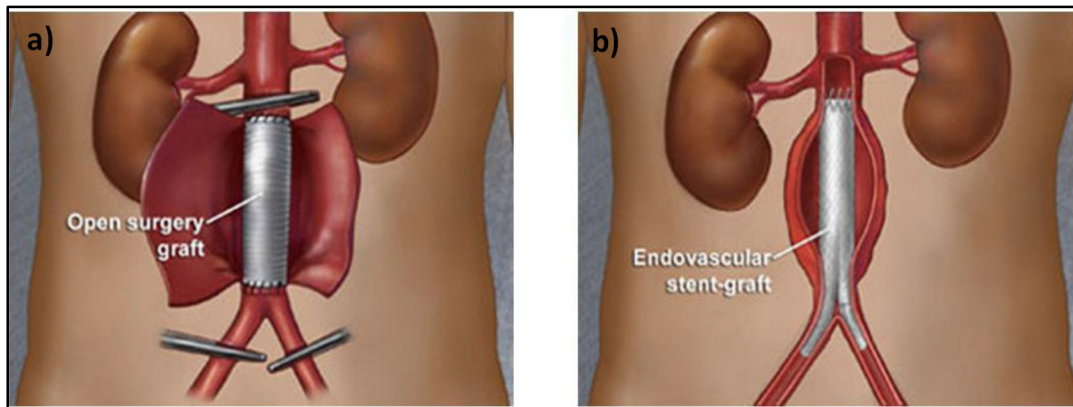 a)
Open surgery
graft
b)
Endovascular
stent-graft